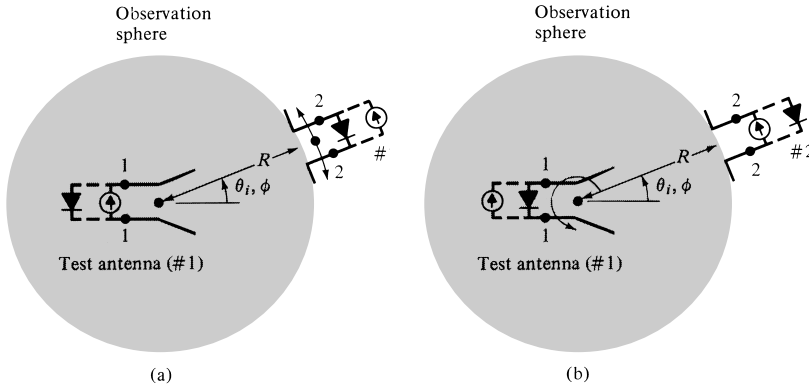 Observation
sphere
2
#
2
R
θi, ϕ
1
1
Test antenna (#1)
(a)
Observation
sphere
2
#2
2
R
θi, ϕ
1
1
Test antenna (#1)
(b)